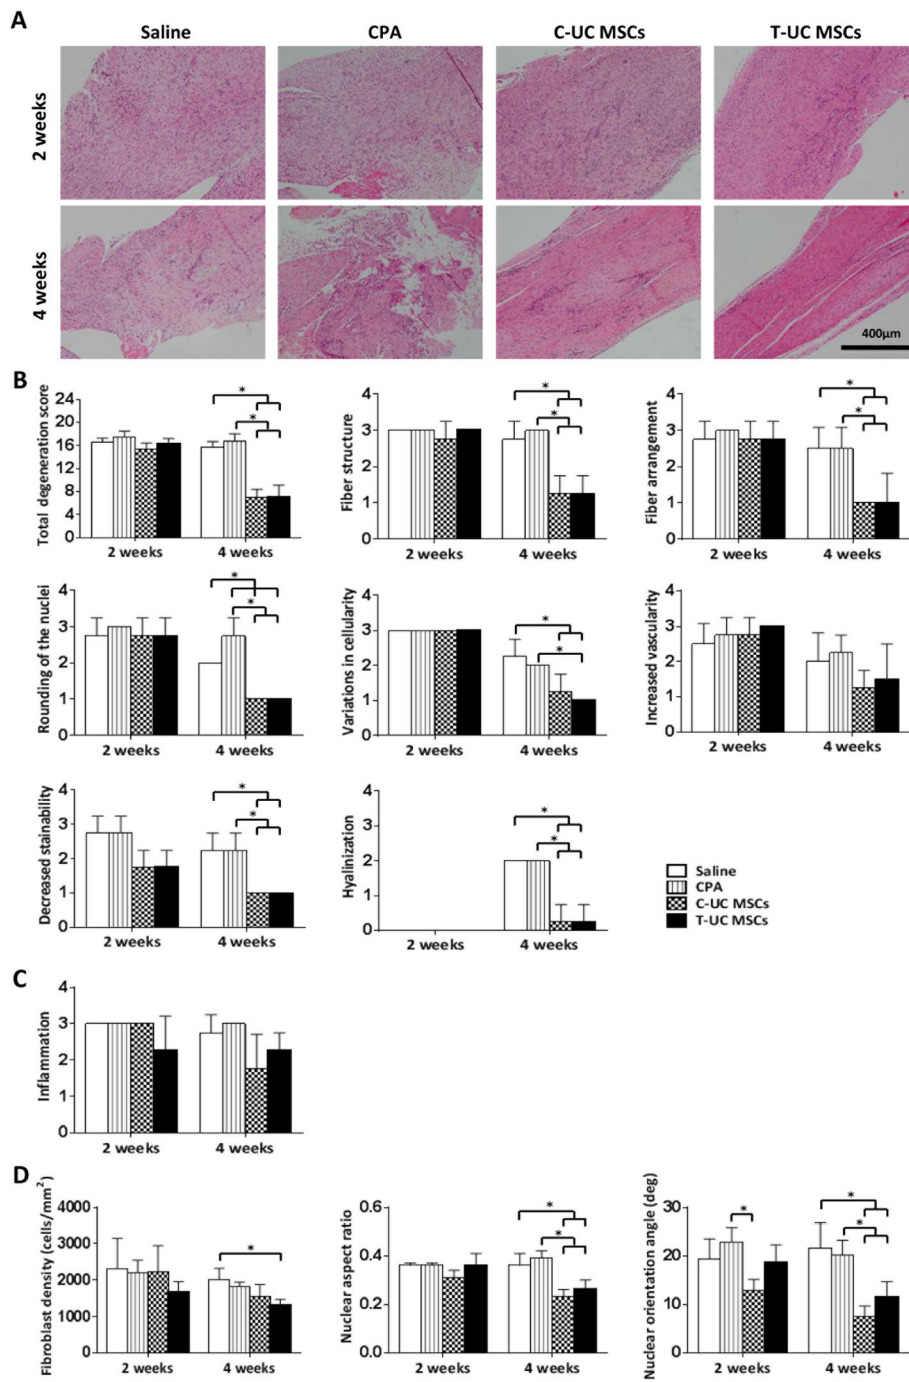 A
Saline CPA C-UC MSCs T-UC MSCs
2 weeks
4 weeks
400μm
B
Total degeneration score
24
20
16
12
8
4
0
2 weeks 4 weeks
*
*
Fiber structure
4
3
2
1
0
2 weeks 4 weeks
*
*
Fiber arrangement
4
3
2
1
0
2 weeks 4 weeks
*
*
Rounding of the nuclei
4
3
2
1
0
2 weeks 4 weeks
*
*
Variations in cellularity
4
3
2
1
0
2 weeks 4 weeks
*
*
Increased vascularity
4
3
2
1
0
2 weeks 4 weeks
Decreased stainability
4
3
2
1
0
2 weeks 4 weeks
*
*
Hyalinization
4
3
2
1
0
2 weeks 4 weeks
*
*
Saline
CPA
C-UC MSCs
T-UC MSCs
C
Inflammation
4
3
2
1
0
2 weeks 4 weeks
D
Fibroblast density (cells/mm²)
4000
3000
2000
1000
0
2 weeks 4 weeks
*
Nuclear aspect ratio
0.6
0.4
0.2
0.0
2 weeks 4 weeks
*
*
Nuclear orientation angle (deg)
30
20
10
0
2 weeks 4 weeks
*
*
*